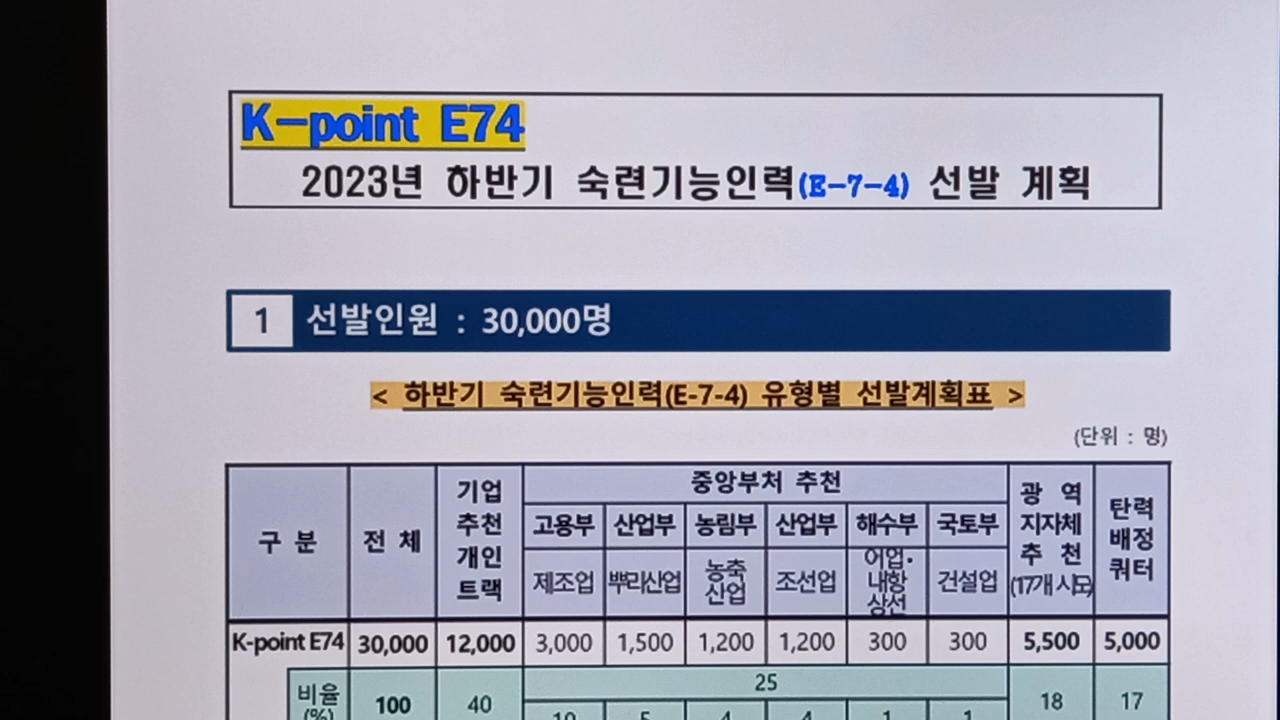 K-point E74
2023년 하반기 숙련기능인력(E-7-4) 선발 계획
1 선발인원 : 30,000명
< 하반기 숙련기능인력(E-7-4) 유형별 선발계획표 >
(단위 : 명)
구 분 전 체 기업 추천 개인 트랙 중앙부처 추천 광 역 지자체 추 천 (17개 시도) 탄력 배정 쿼터
고용부 산업부 농림부 산업부 해수부 국토부
제조업 뿌리산업 농축 산업 조선업 어업· 내항 상선 건설업
K-point E74 30,000 12,000 3,000 1,500 1,200 1,200 300 300 5,500 5,000
비율 (%) 100 40 25 18 17
10 5 4 4 1 1